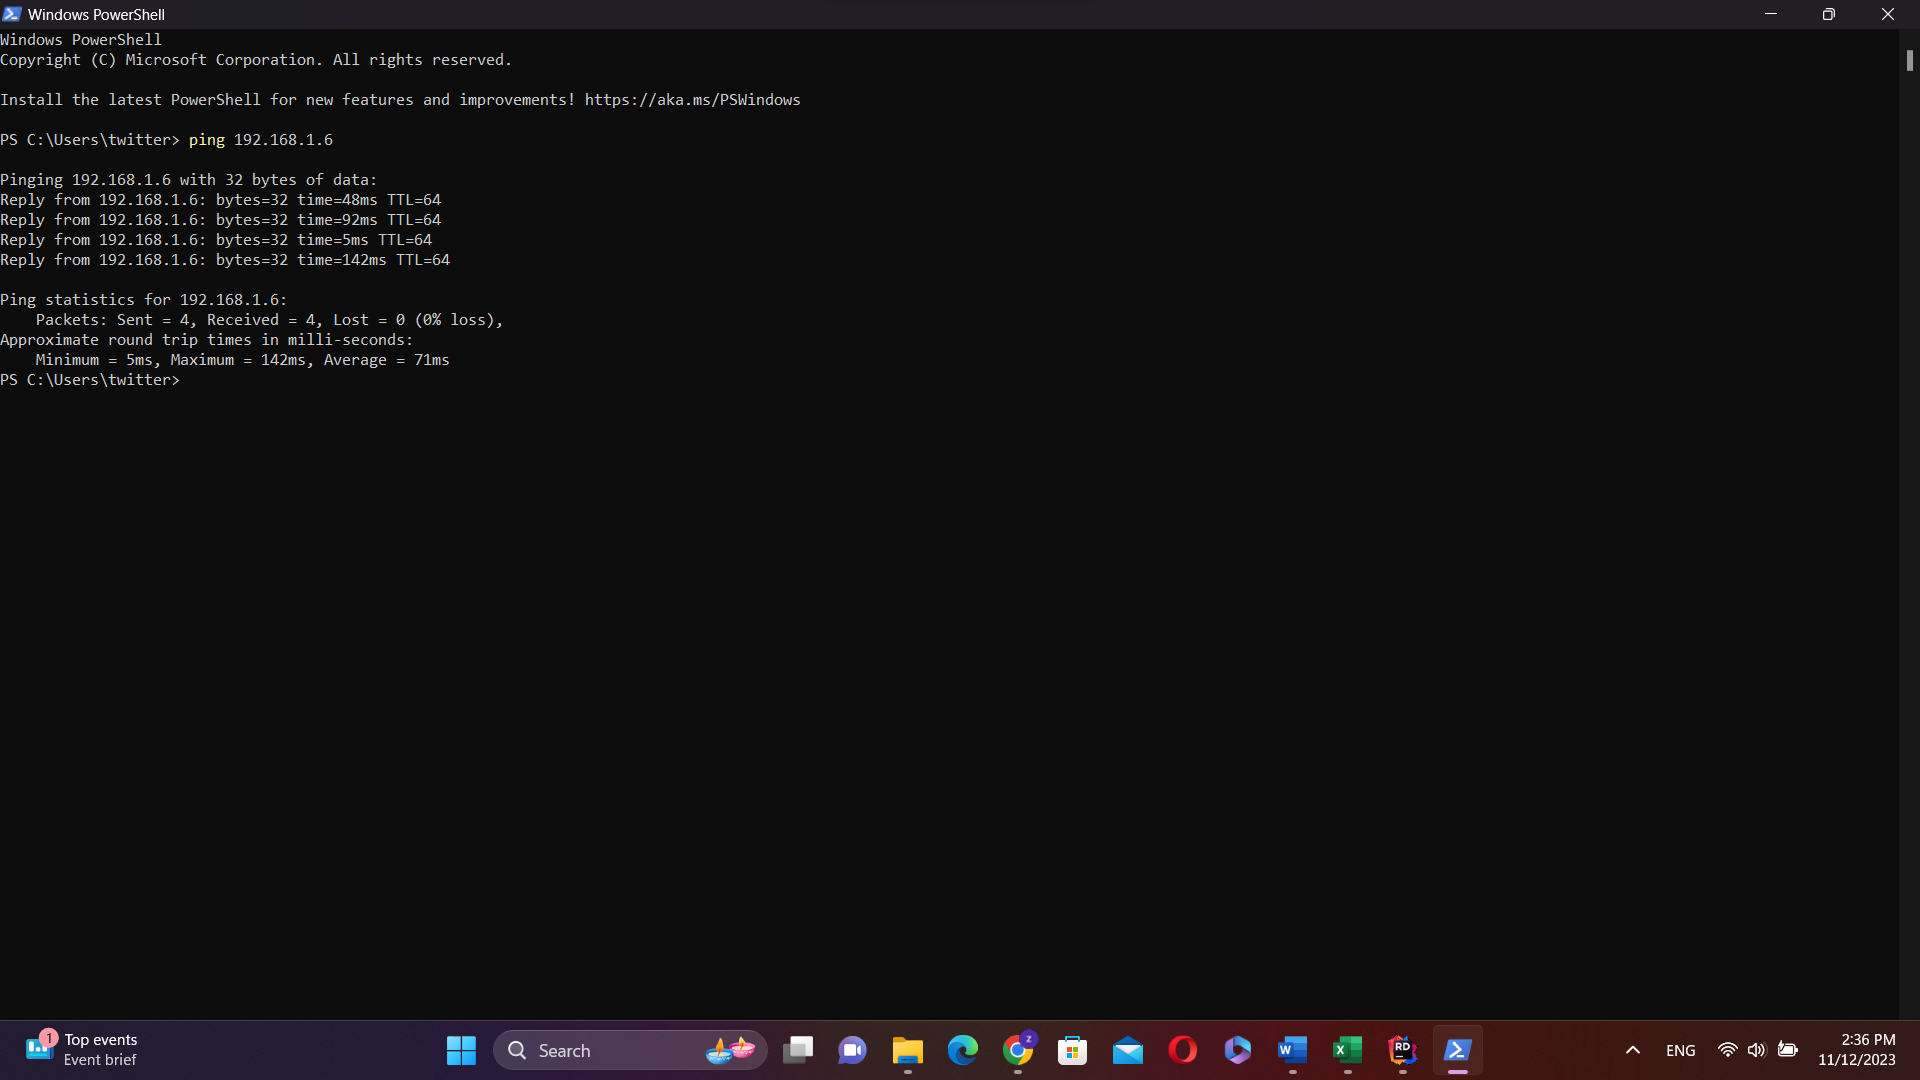 Windows PowerShell
Windows PowerShell
Copyright (C) Microsoft Corporation. All rights reserved.
Install the latest PowerShell for new features and improvements! https://aka.ms/PSWindows
PS C:\Users\twitter> ping 192.168.1.6
Pinging 192.168.1.6 with 32 bytes of data:
Reply from 192.168.1.6: bytes=32 time=48ms TTL=64
Reply from 192.168.1.6: bytes=32 time=92ms TTL=64
Reply from 192.168.1.6: bytes=32 time=5ms TTL=64
Reply from 192.168.1.6: bytes=32 time=142ms TTL=64
Ping statistics for 192.168.1.6:
    Packets: Sent = 4, Received = 4, Lost = 0 (0% loss),
Approximate round trip times in milli-seconds:
    Minimum = 5ms, Maximum = 142ms, Average = 71ms
PS C:\Users\twitter>
1
Top events
Event brief
Search
z
W
X
RD
ENG
2:36 PM
11/12/2023